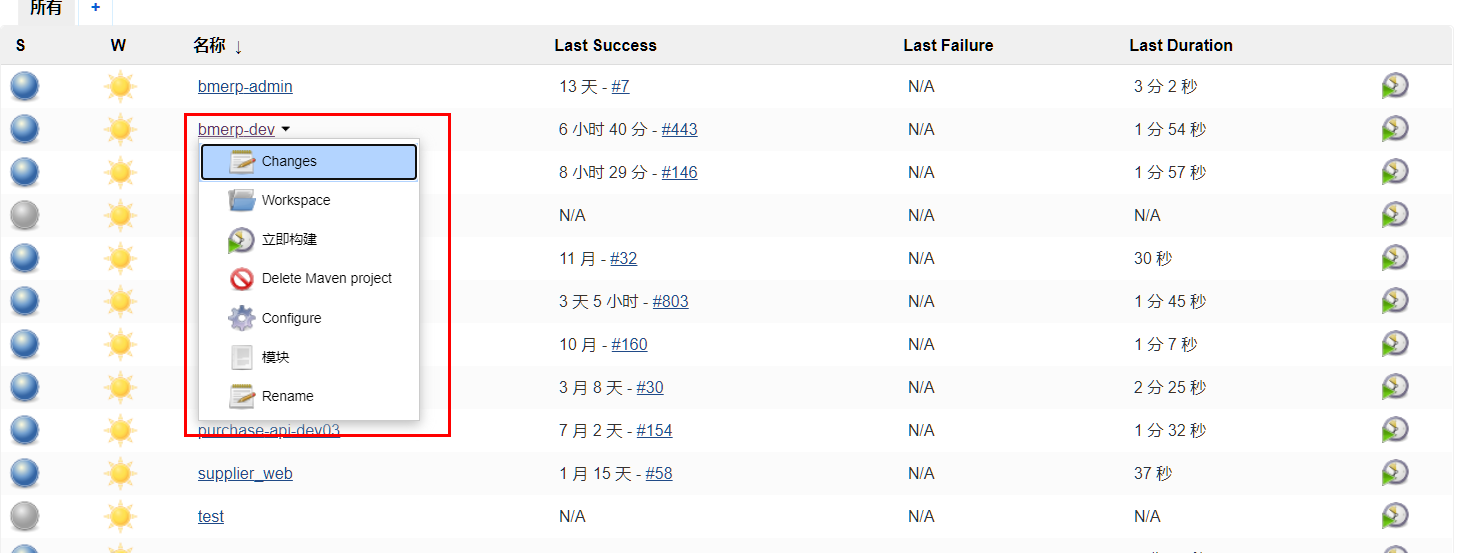 所有 +
S W 名称 ↓ Last Success Last Failure Last Duration
bmerp-admin 13 天 - #7 N/A 3 分 2 秒
bmerp-dev 6 小时 40 分 - #443 N/A 1 分 54 秒
Changes 8 小时 29 分 - #146 N/A 1 分 57 秒
Workspace N/A N/A N/A
立即构建 11 月 - #32 N/A 30 秒
Delete Maven project 3 天 5 小时 - #803 N/A 1 分 45 秒
Configure 10 月 - #160 N/A 1 分 7 秒
模块 3 月 8 天 - #30 N/A 2 分 25 秒
Rename
purchase-api-dev03 7 月 2 天 - #154 N/A 1 分 32 秒
supplier_web 1 月 15 天 - #58 N/A 37 秒
test N/A N/A N/A